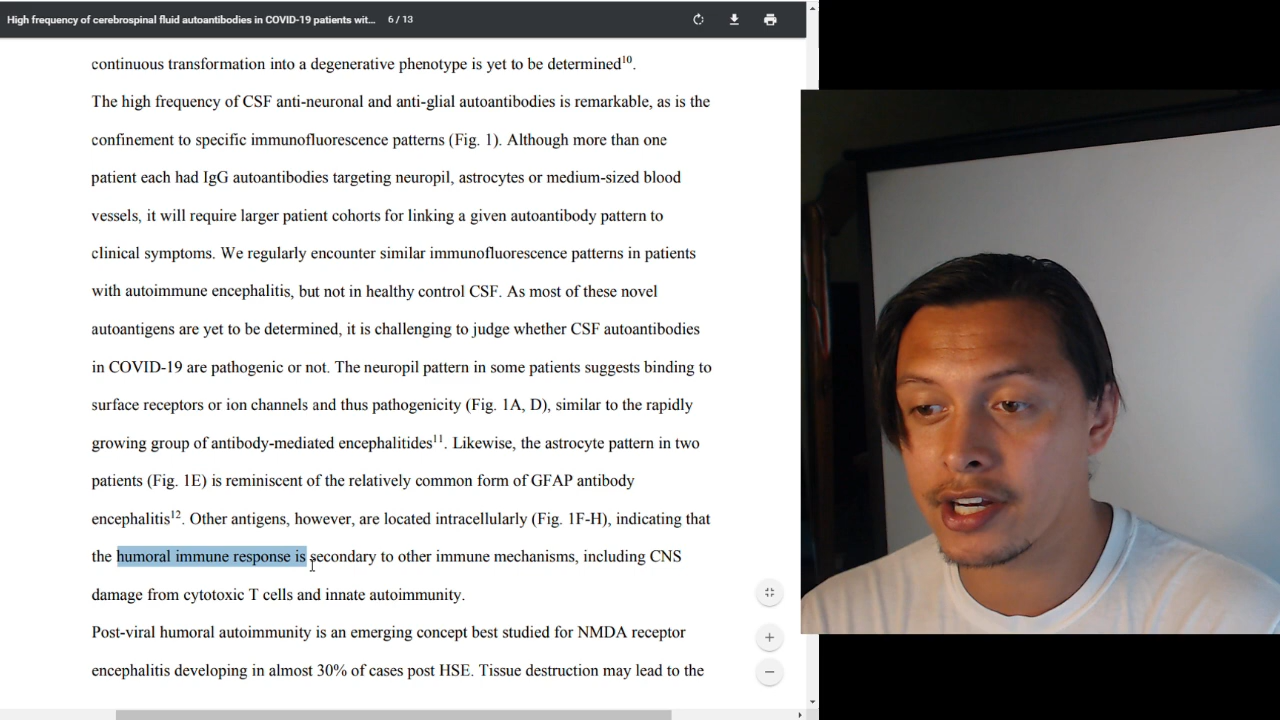 High frequency of cerebrospinal fluid autoantibodies in COVID-19 patients wit... 6 / 13
continuous transformation into a degenerative phenotype is yet to be determined10.
The high frequency of CSF anti-neuronal and anti-glial autoantibodies is remarkable, as is the
confinement to specific immunofluorescence patterns (Fig. 1). Although more than one
patient each had IgG autoantibodies targeting neuropil, astrocytes or medium-sized blood
vessels, it will require larger patient cohorts for linking a given autoantibody pattern to
clinical symptoms. We regularly encounter similar immunofluorescence patterns in patients
with autoimmune encephalitis, but not in healthy control CSF. As most of these novel
autoantigens are yet to be determined, it is challenging to judge whether CSF autoantibodies
in COVID-19 are pathogenic or not. The neuropil pattern in some patients suggests binding to
surface receptors or ion channels and thus pathogenicity (Fig. 1A, D), similar to the rapidly
growing group of antibody-mediated encephalitides11. Likewise, the astrocyte pattern in two
patients (Fig. 1E) is reminiscent of the relatively common form of GFAP antibody
encephalitis12. Other antigens, however, are located intracellularly (Fig. 1F-H), indicating that
the humoral immune response is secondary to other immune mechanisms, including CNS
damage from cytotoxic T cells and innate autoimmunity.
Post-viral humoral autoimmunity is an emerging concept best studied for NMDA receptor
encephalitis developing in almost 30% of cases post HSE. Tissue destruction may lead to the